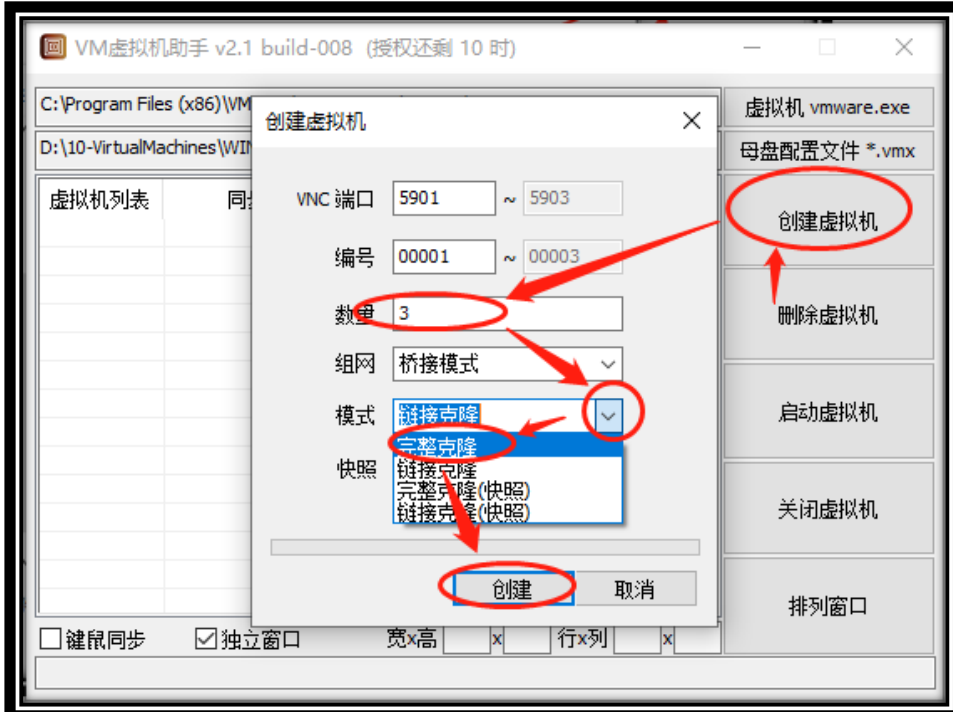 VM虚拟机助手 v2.1 build-008 (授权还剩 10 时)
C:\Program Files (x86)\VM
虚拟机 vmware.exe
D:\10-VirtualMachines\WI
母盘配置文件 *.vmx
虚拟机列表
创建虚拟机
VNC 端口 5901 ~ 5903
编号 00001 ~ 00003
数量 3
组网 桥接模式
模式 链接克隆
完整克隆
链接克隆
完整克隆(快照)
链接克隆(快照)
快照
创建 取消
创建虚拟机
删除虚拟机
启动虚拟机
关闭虚拟机
排列窗口
键鼠同步 独立窗口 宽x高 x 行x列 x